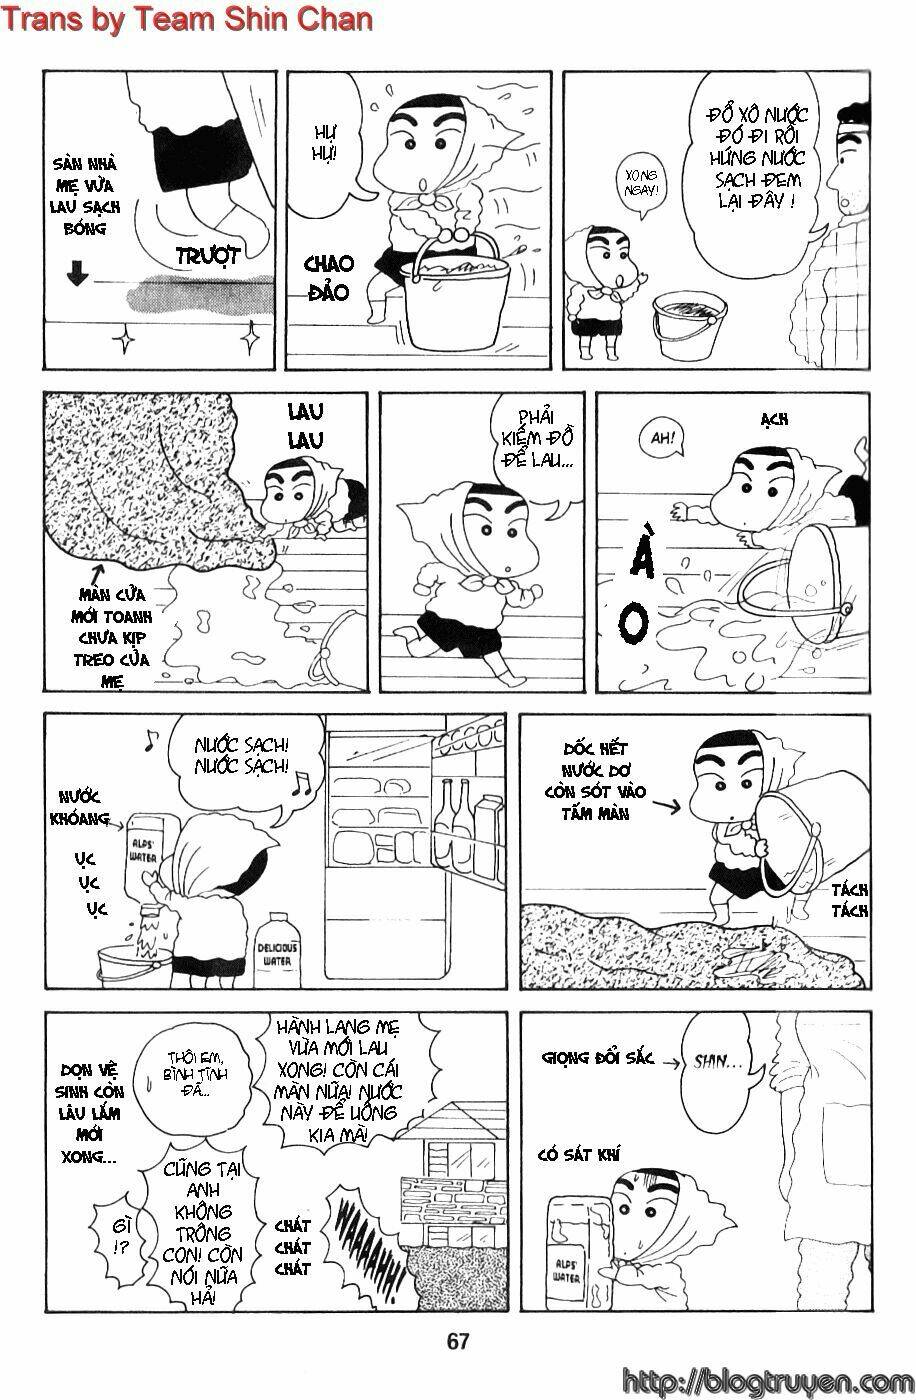 Trans by Team Shin Chan
ĐỔ XÔ NƯỚC
ĐÓ ĐI RỒI
HỨNG NƯỚC
SẠCH ĐEM
LẠI ĐÂY !
XONG
NGAY!
HỰ
HỰ!
CHAO
ĐẢO
SÀN NHÀ
MẸ VỪA
LAU SẠCH
BÓNG
TRƯỢT
ẠCH
AH!
À
O
PHẢI
KIẾM ĐỒ
ĐỂ LAU...
LAU
LAU
MÀN CỬA
MỚI TOANH
CHƯA KỊP
TREO CỦA
MẸ
DỐC HẾT
NƯỚC DƠ
CÒN SÓT VÀO
TẤM MÀN
TÁCH
TÁCH
NƯỚC SẠCH!
NƯỚC SẠCH!
NƯỚC
KHÓANG
ALPS'
WATER
ỤC
ỤC
ỤC
DELICIOUS
WATER
GIỌNG ĐỔI SẮC
SHIN...
CÓ SÁT KHÍ
ALPS'
WATER
HÀNH LANG MẸ
VỪA MỚI LAU
XONG! CÒN CÁI
MÀN NỮA! NƯỚC
NÀY ĐỂ UỐNG
KIA MÀ!
THÔI EM,
BÌNH TĨNH
ĐÃ...
DỌN VỆ
SINH CÒN
LÂU LẮM
MỚI
XONG...
CŨNG TẠI
ANH
KHÔNG
TRÔNG
CON! CÒN
NÓI NỮA
HẢ!
GÌ
!?
CHÁT
CHÁT
CHÁT
WAAAAHH!
67
http://blogtruyen.com